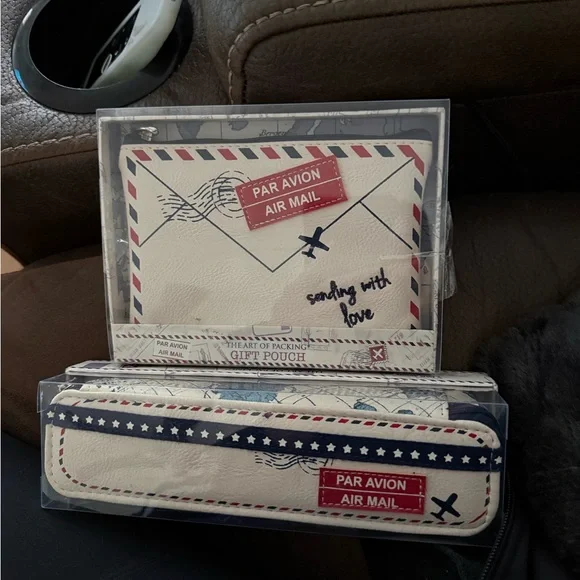 PAR AVION
AIR MAIL
sending with
love
PAR AVION
AIR MAIL
THE ART OF PACKING®
GIFT POUCH
PAR AVION
AIR MAIL